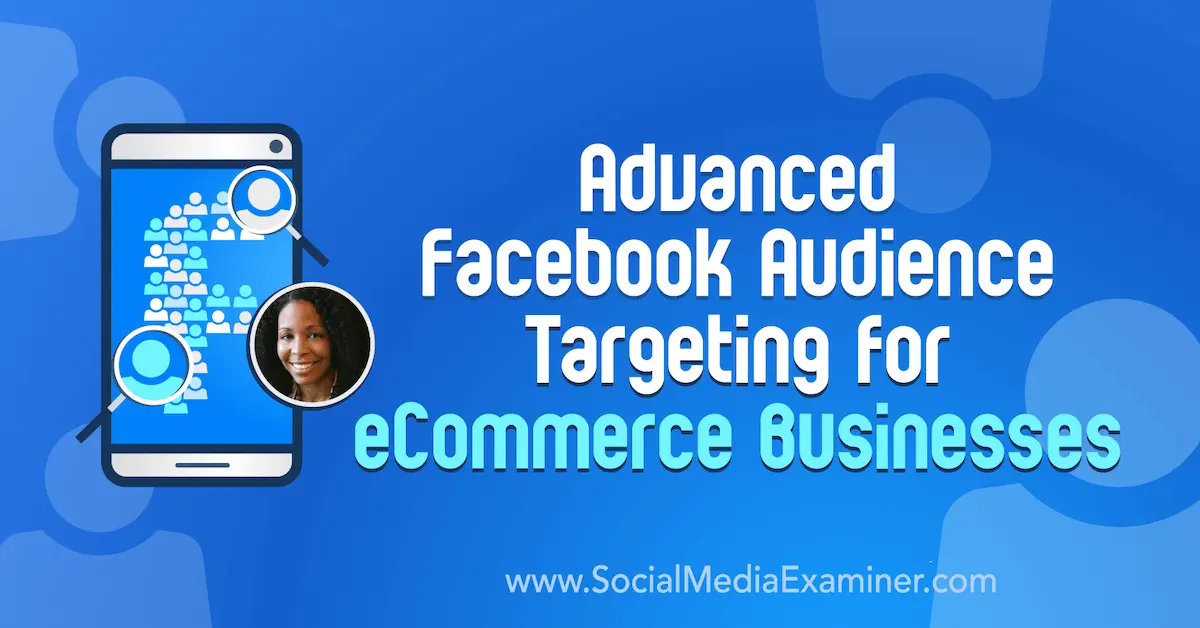 Advanced
Facebook Audience
Targeting for
eCommerce Businesses
www.SocialMediaExaminer.com